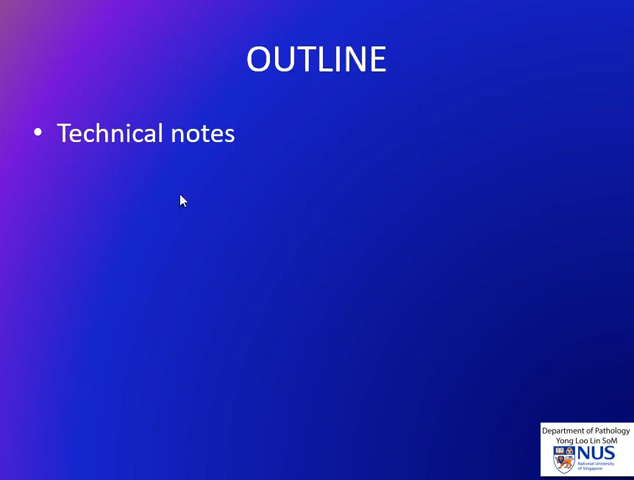 OUTLINE
• Technical notes
Department of Pathology
Yong Loo Lin SoM
NUS
National University
of Singapore